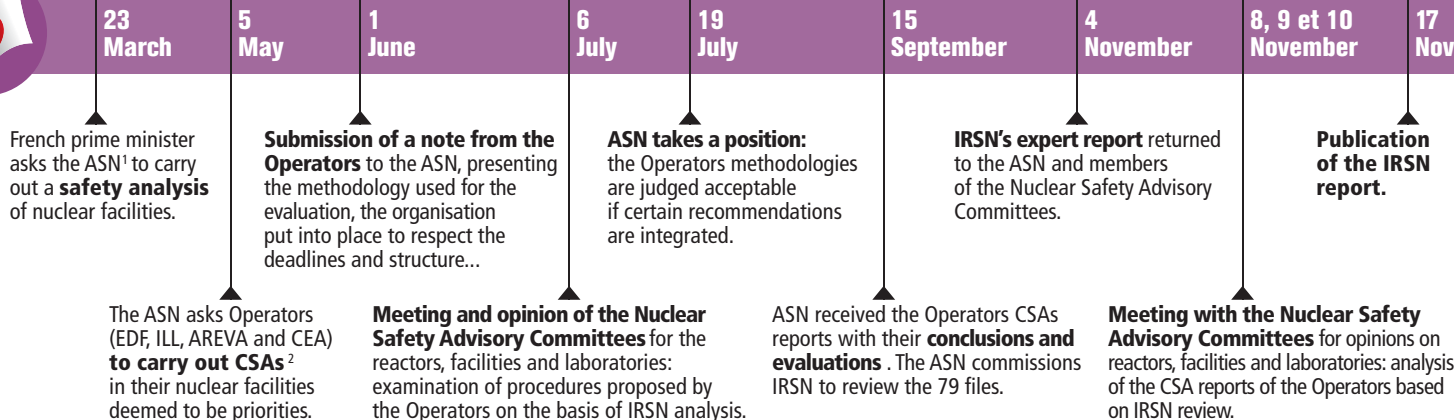 23
March
5
May
1
June
6
July
19
July
15
September
4
November
8, 9 et 10
November
17
Nov
French prime minister
asks the ASN¹ to carry
out a safety analysis
of nuclear facilities.
Submission of a note from the
Operators to the ASN, presenting
the methodology used for the
evaluation, the organisation
put into place to respect the
deadlines and structure...
ASN takes a position:
the Operators methodologies
are judged acceptable
if certain recommendations
are integrated.
IRSN's expert report returned
to the ASN and members
of the Nuclear Safety Advisory
Committees.
Publication
of the IRSN
report.
The ASN asks Operators
(EDF, ILL, AREVA and CEA)
to carry out CSAs ²
in their nuclear facilities
deemed to be priorities.
Meeting and opinion of the Nuclear
Safety Advisory Committees for the
reactors, facilities and laboratories:
examination of procedures proposed by
the Operators on the basis of IRSN analysis.
ASN received the Operators CSAs
reports with their conclusions and
evaluations . The ASN commissions
IRSN to review the 79 files.
Meeting with the Nuclear Safety
Advisory Committees for opinions on
reactors, facilities and laboratories: analysis
of the CSA reports of the Operators based
on IRSN review.